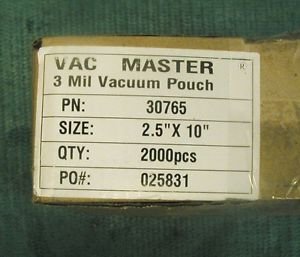 VAC MASTER ®
3 Mil Vacuum Pouch
PN: 30765
SIZE: 2.5"X 10"
QTY: 2000pcs
PO#: 025831